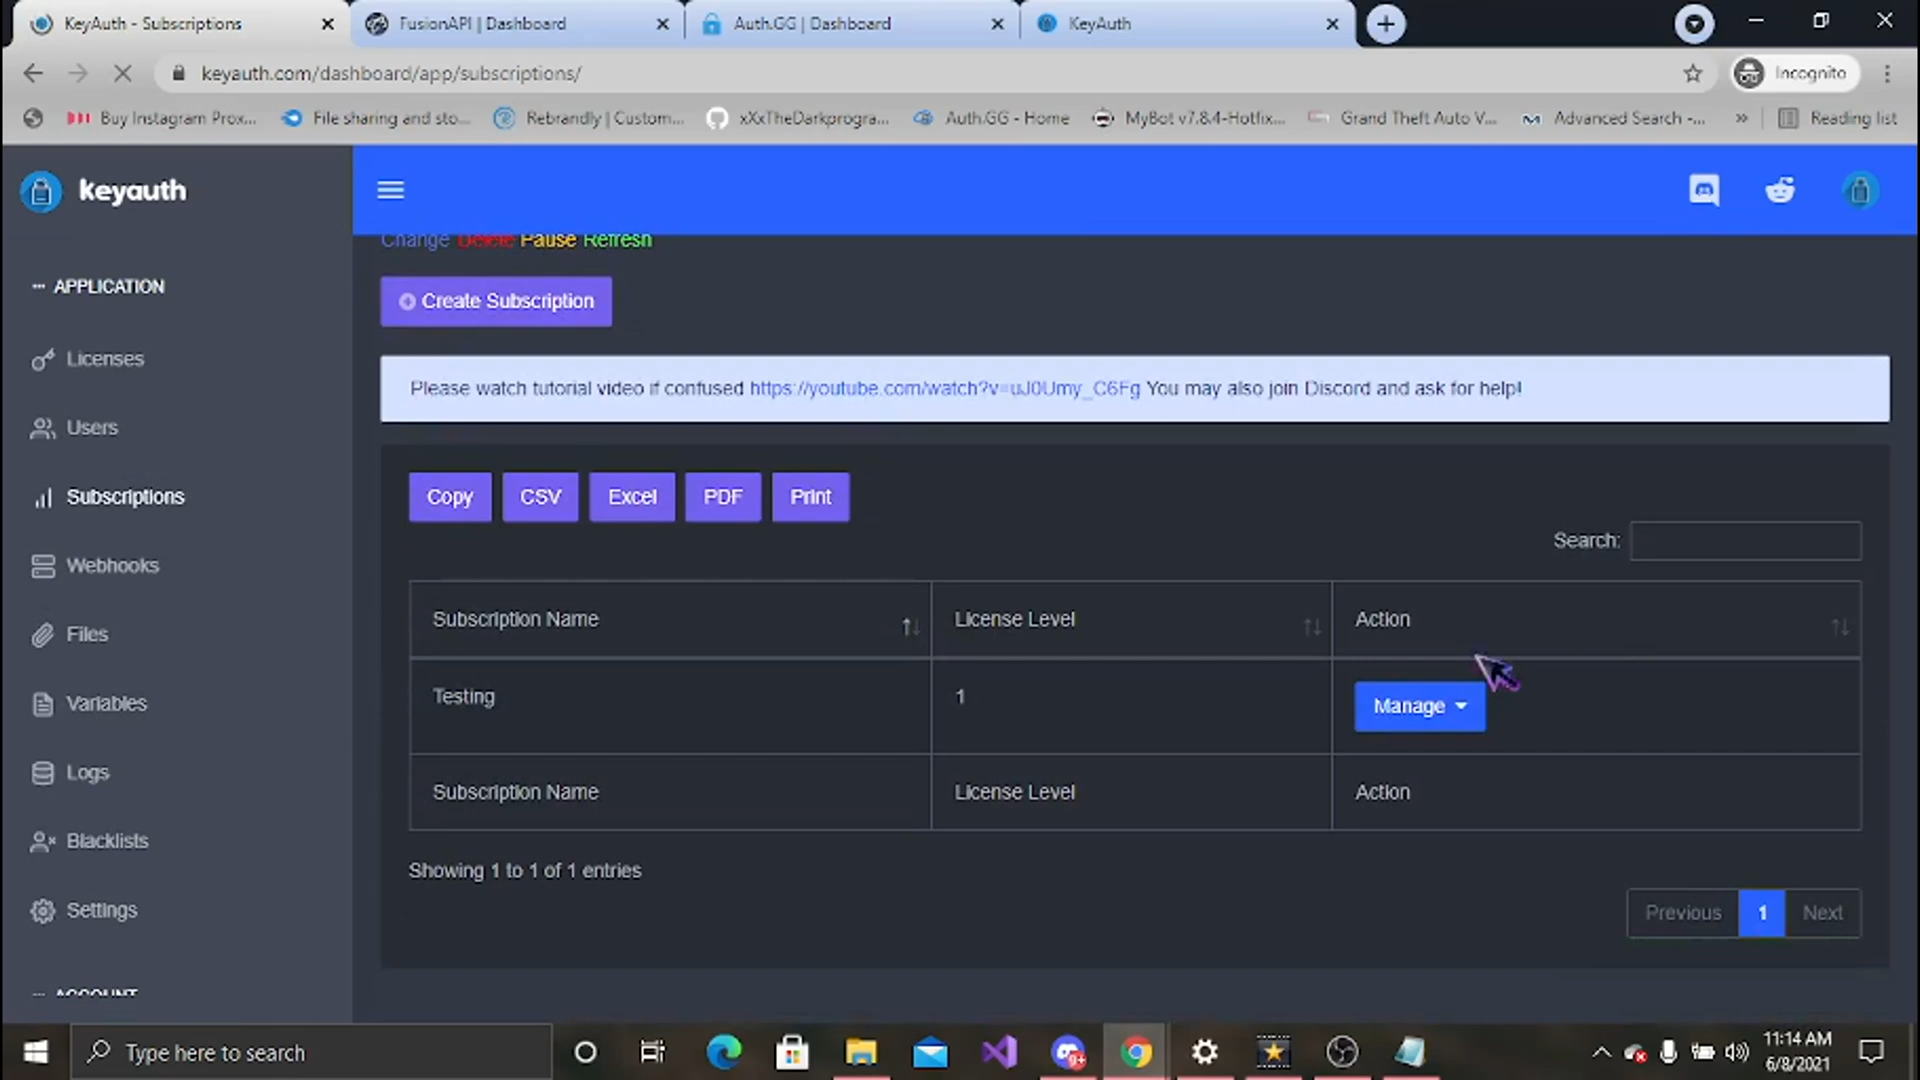 KeyAuth - Subscriptions
FusionAPI | Dashboard
Auth.GG | Dashboard
KeyAuth
keyauth.com/dashboard/app/subscriptions/
Incognito
Buy Instagram Prox...
File sharing and sto...
Rebrandly | Custom...
xXxTheDarkprogra...
Auth.GG - Home
MyBot v7.8.4-Hotfix...
Grand Theft Auto V...
Advanced Search -...
»
Reading list
keyauth
Change Delete Pause Refresh
Create Subscription
Please watch tutorial video if confused https://youtube.com/watch?v=uJ0Umy_C6Fg You may also join Discord and ask for help!
APPLICATION
Licenses
Users
Subscriptions
Webhooks
Files
Variables
Logs
Blacklists
Settings
ACCOUNT
Copy
CSV
Excel
PDF
Print
Search:
Subscription Name
License Level
Action
Testing
1
Manage
Subscription Name
License Level
Action
Showing 1 to 1 of 1 entries
Previous
1
Next
Type here to search
9+
11:14 AM
6/8/2021